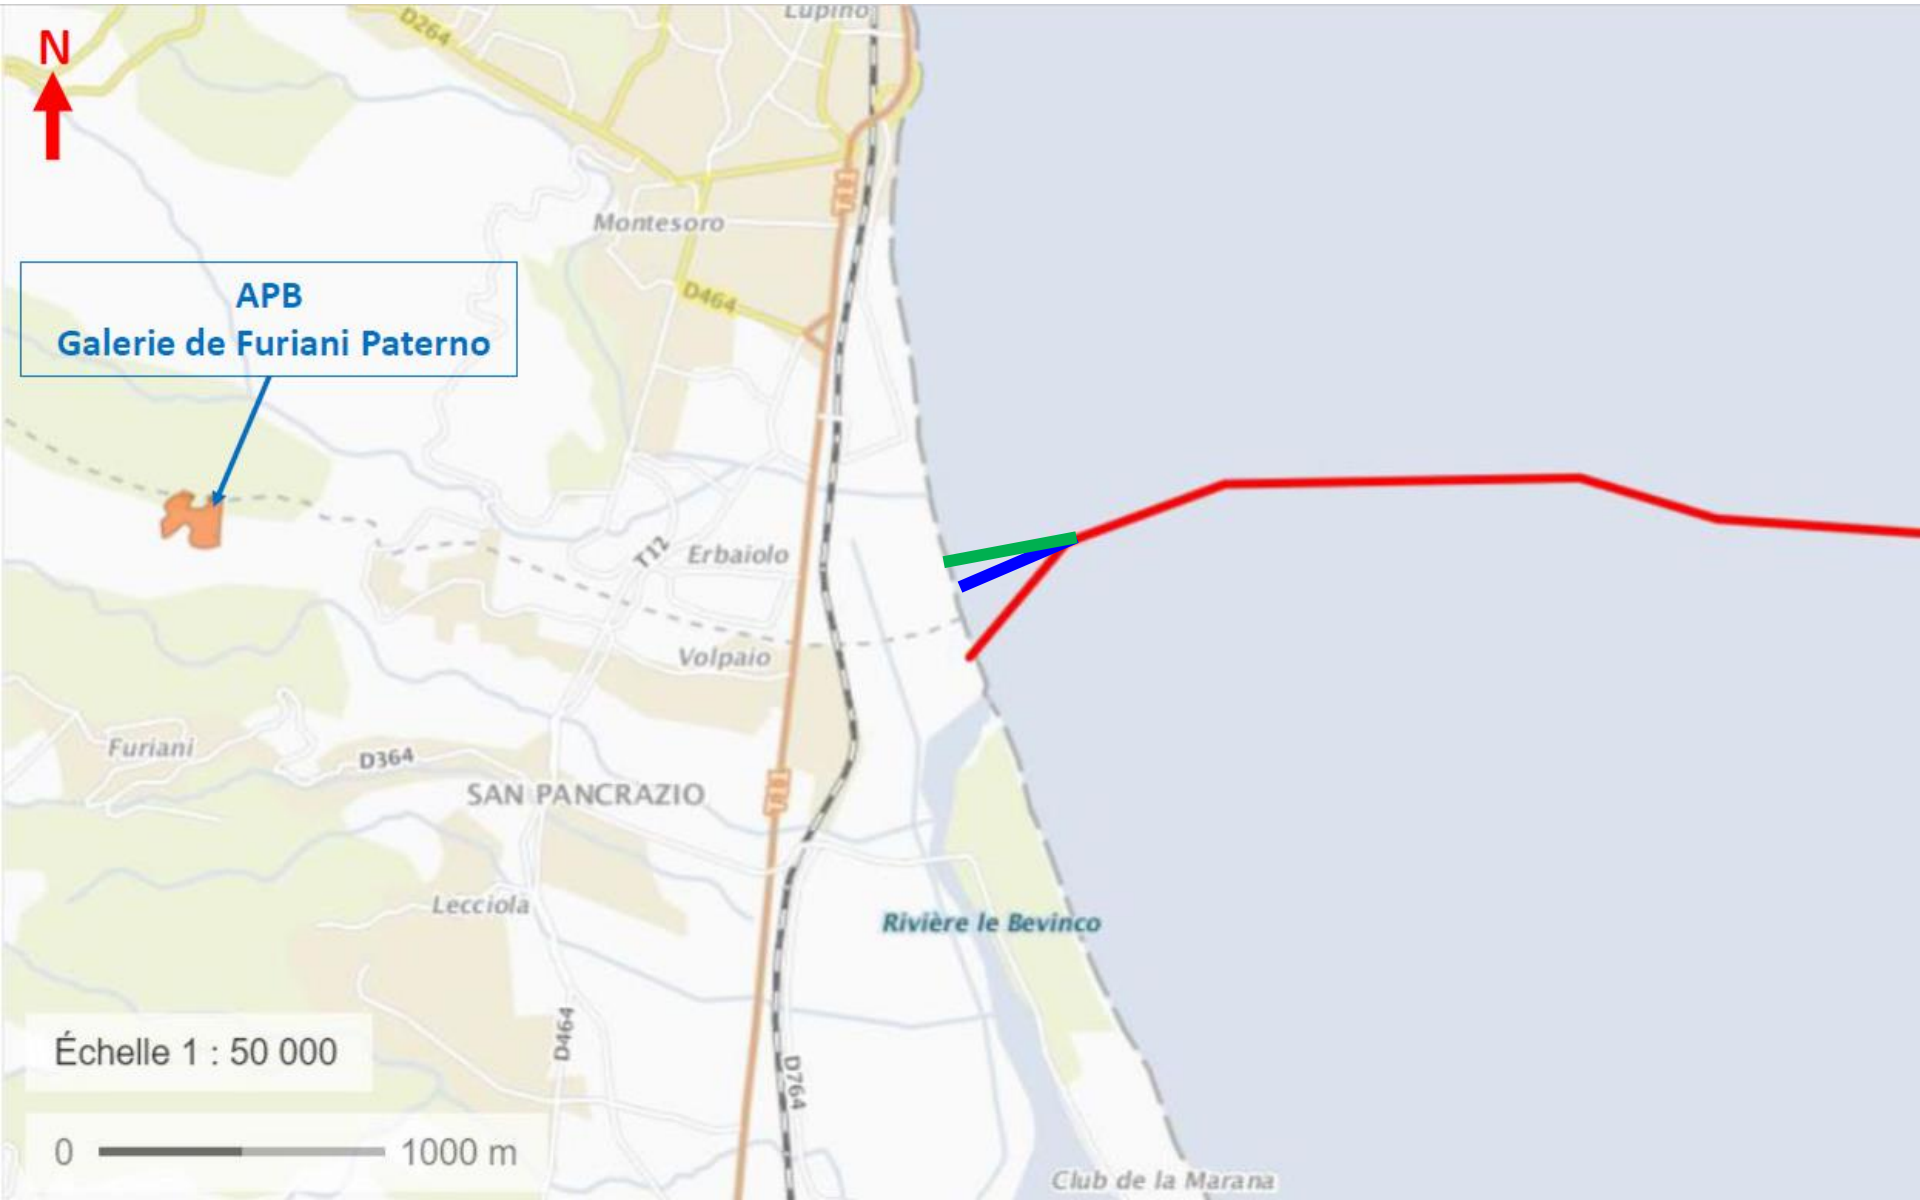 Lupino
D264
N
T11
Montesoro
APB
Galerie de Furiani Paterno
D464
T12
Erbaiolo
Volpaio
Furiani
D364
SAN PANCRAZIO
T11
Lecciola
Rivière le Bevinco
Échelle 1 : 50 000
D464
D764
0
1000 m
Club de la Marana